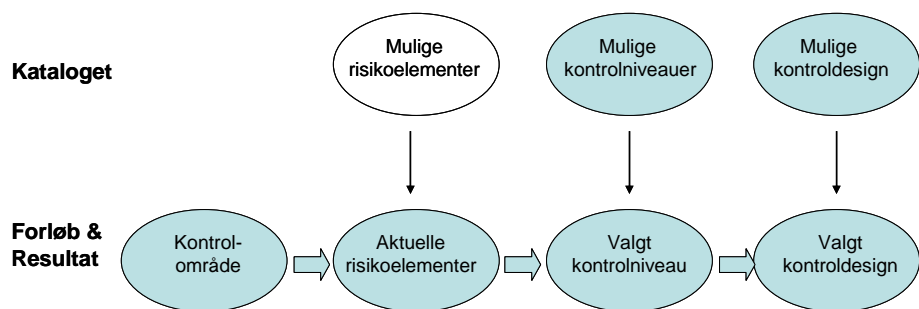 Kataloget
Mulige
risikoelementer
Mulige
kontrolniveauer
Mulige
kontroldesign
Forløb &
Resultat
Kontrol-
område
Aktuelle
risikoelementer
Valgt
kontrolniveau
Valgt
kontroldesign